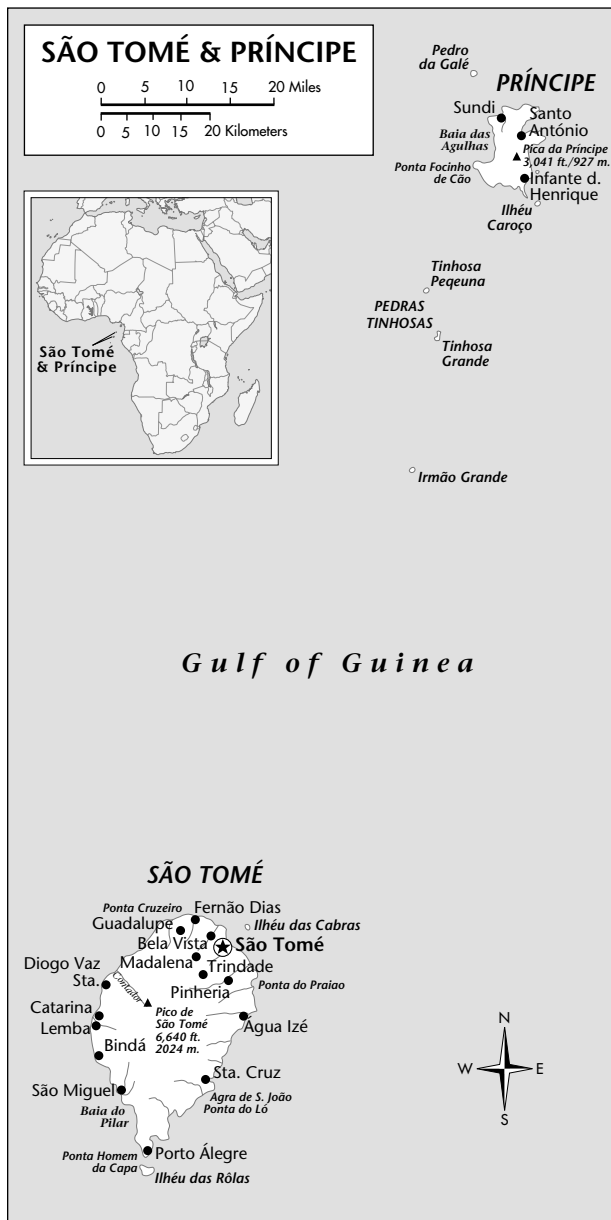 SÃO TOMÉ & PRÍNCIPE
0 5 10 15 20 Miles
0 5 10 15 20 Kilometers
São Tomé
& Príncipe
Pedro
da Galé
PRÍNCIPE
Sundi
Santo
António
Baia das
Agulhas
Pica da Príncipe
3,041 ft./927 m.
Ponta Focinho
de Cão
Infante d.
Henrique
Ilhéu
Caroço
Tinhosa
Peqeuna
PEDRAS
TINHOSAS
Tinhosa
Grande
Irmão Grande
Gulf of Guinea
SÃO TOMÉ
Ponta Cruzeiro
Fernão Dias
Guadalupe
Ilhéu das Cabras
Bela Vista
São Tomé
Madalena
Trindade
Diogo Vaz
Sta.
Catarina
Contador
Pinheria
Ponta do Praiao
Pico de
São Tomé
6,640 ft.
2024 m.
Lemba
Água Izé
Bindá
Sta. Cruz
São Miguel
Agra de S. João
Ponta do Ló
Baia do
Pilar
Ponta Homem
da Capa
Porto Álegre
Ilhéu das Rôlas
N
W E
S